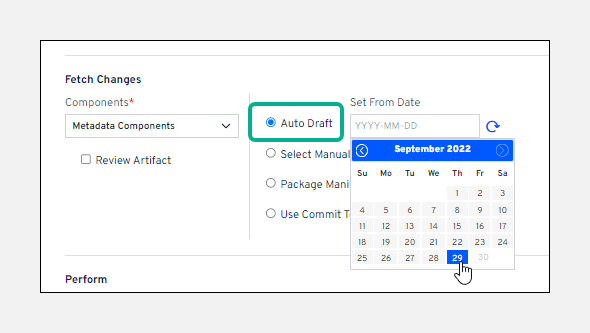 Fetch Changes
Components*
Metadata Components
Review Artifact
Auto Draft
Select Manual
Package Mani
Use Commit T
Set From Date
YYYY-MM-DD
September 2022
Su Mo Tu We Th Fri Sa
1 2 3
4 5 6 7 8 9 10
11 12 13 14 15 16 17
18 19 20 21 22 23 24
25 26 27 28 29 30
Perform